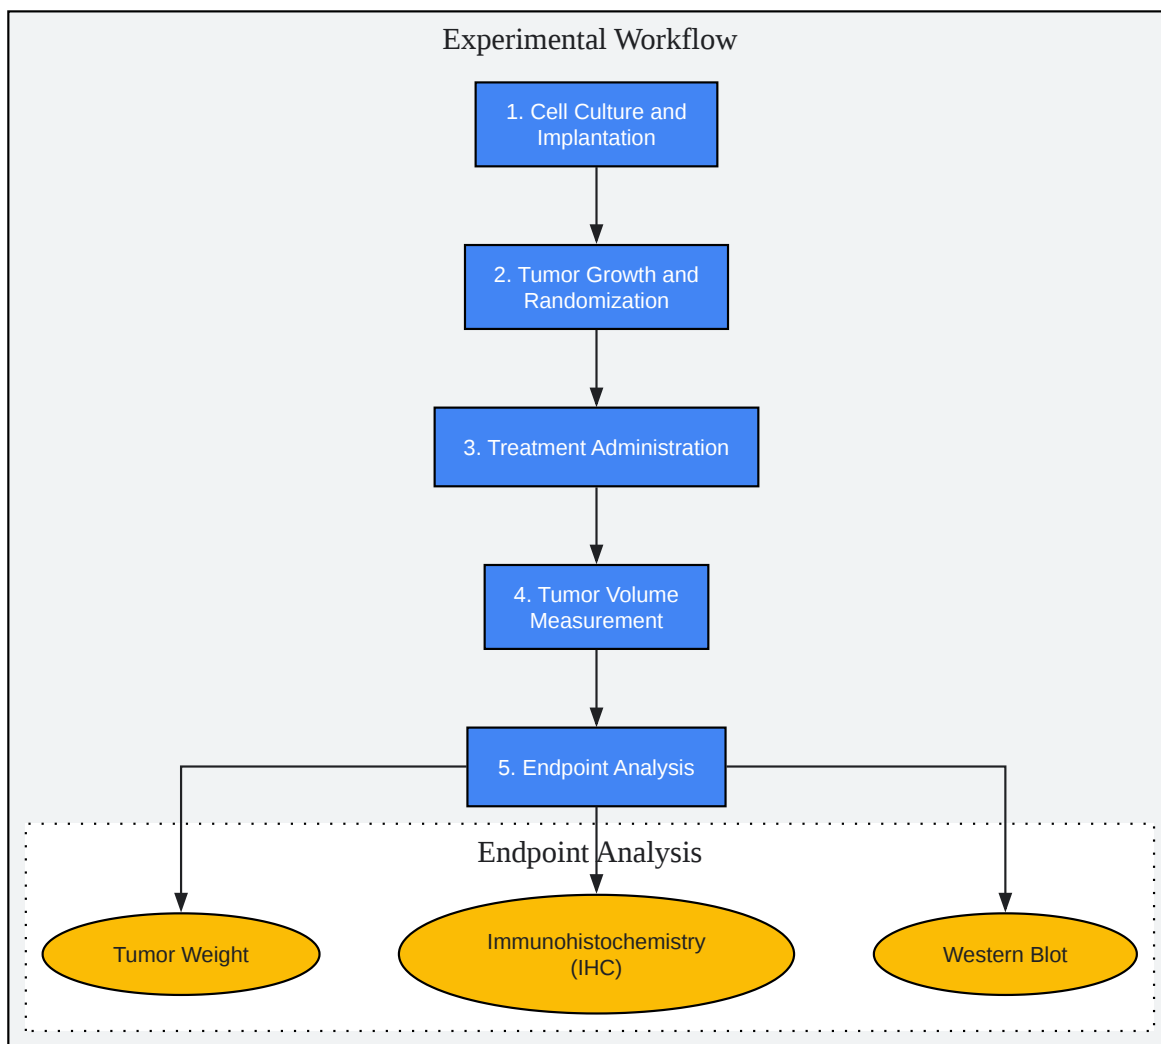 Experimental Workflow
1. Cell Culture and
Implantation
2. Tumor Growth and
Randomization
3. Treatment Administration
4. Tumor Volume
Measurement
5. Endpoint Analysis
Endpoint Analysis
Tumor Weight
Immunohistochemistry
(IHC)
Western Blot